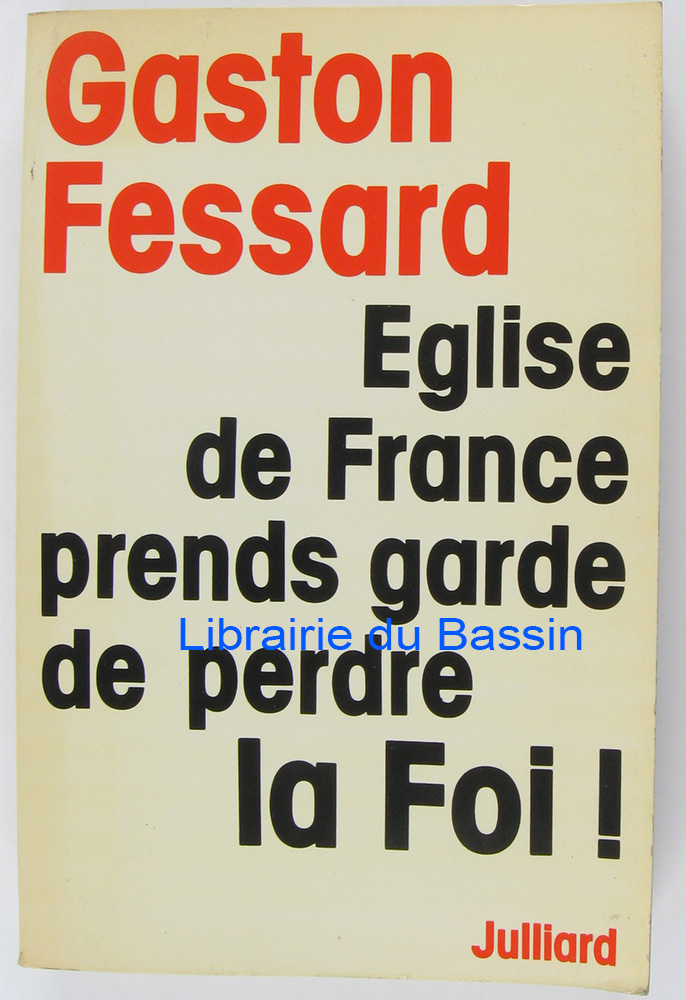 Gaston
Fessard
Eglise
de France
prends garde
de perdre
Librairie du Bassin
la Foi !
Julliard